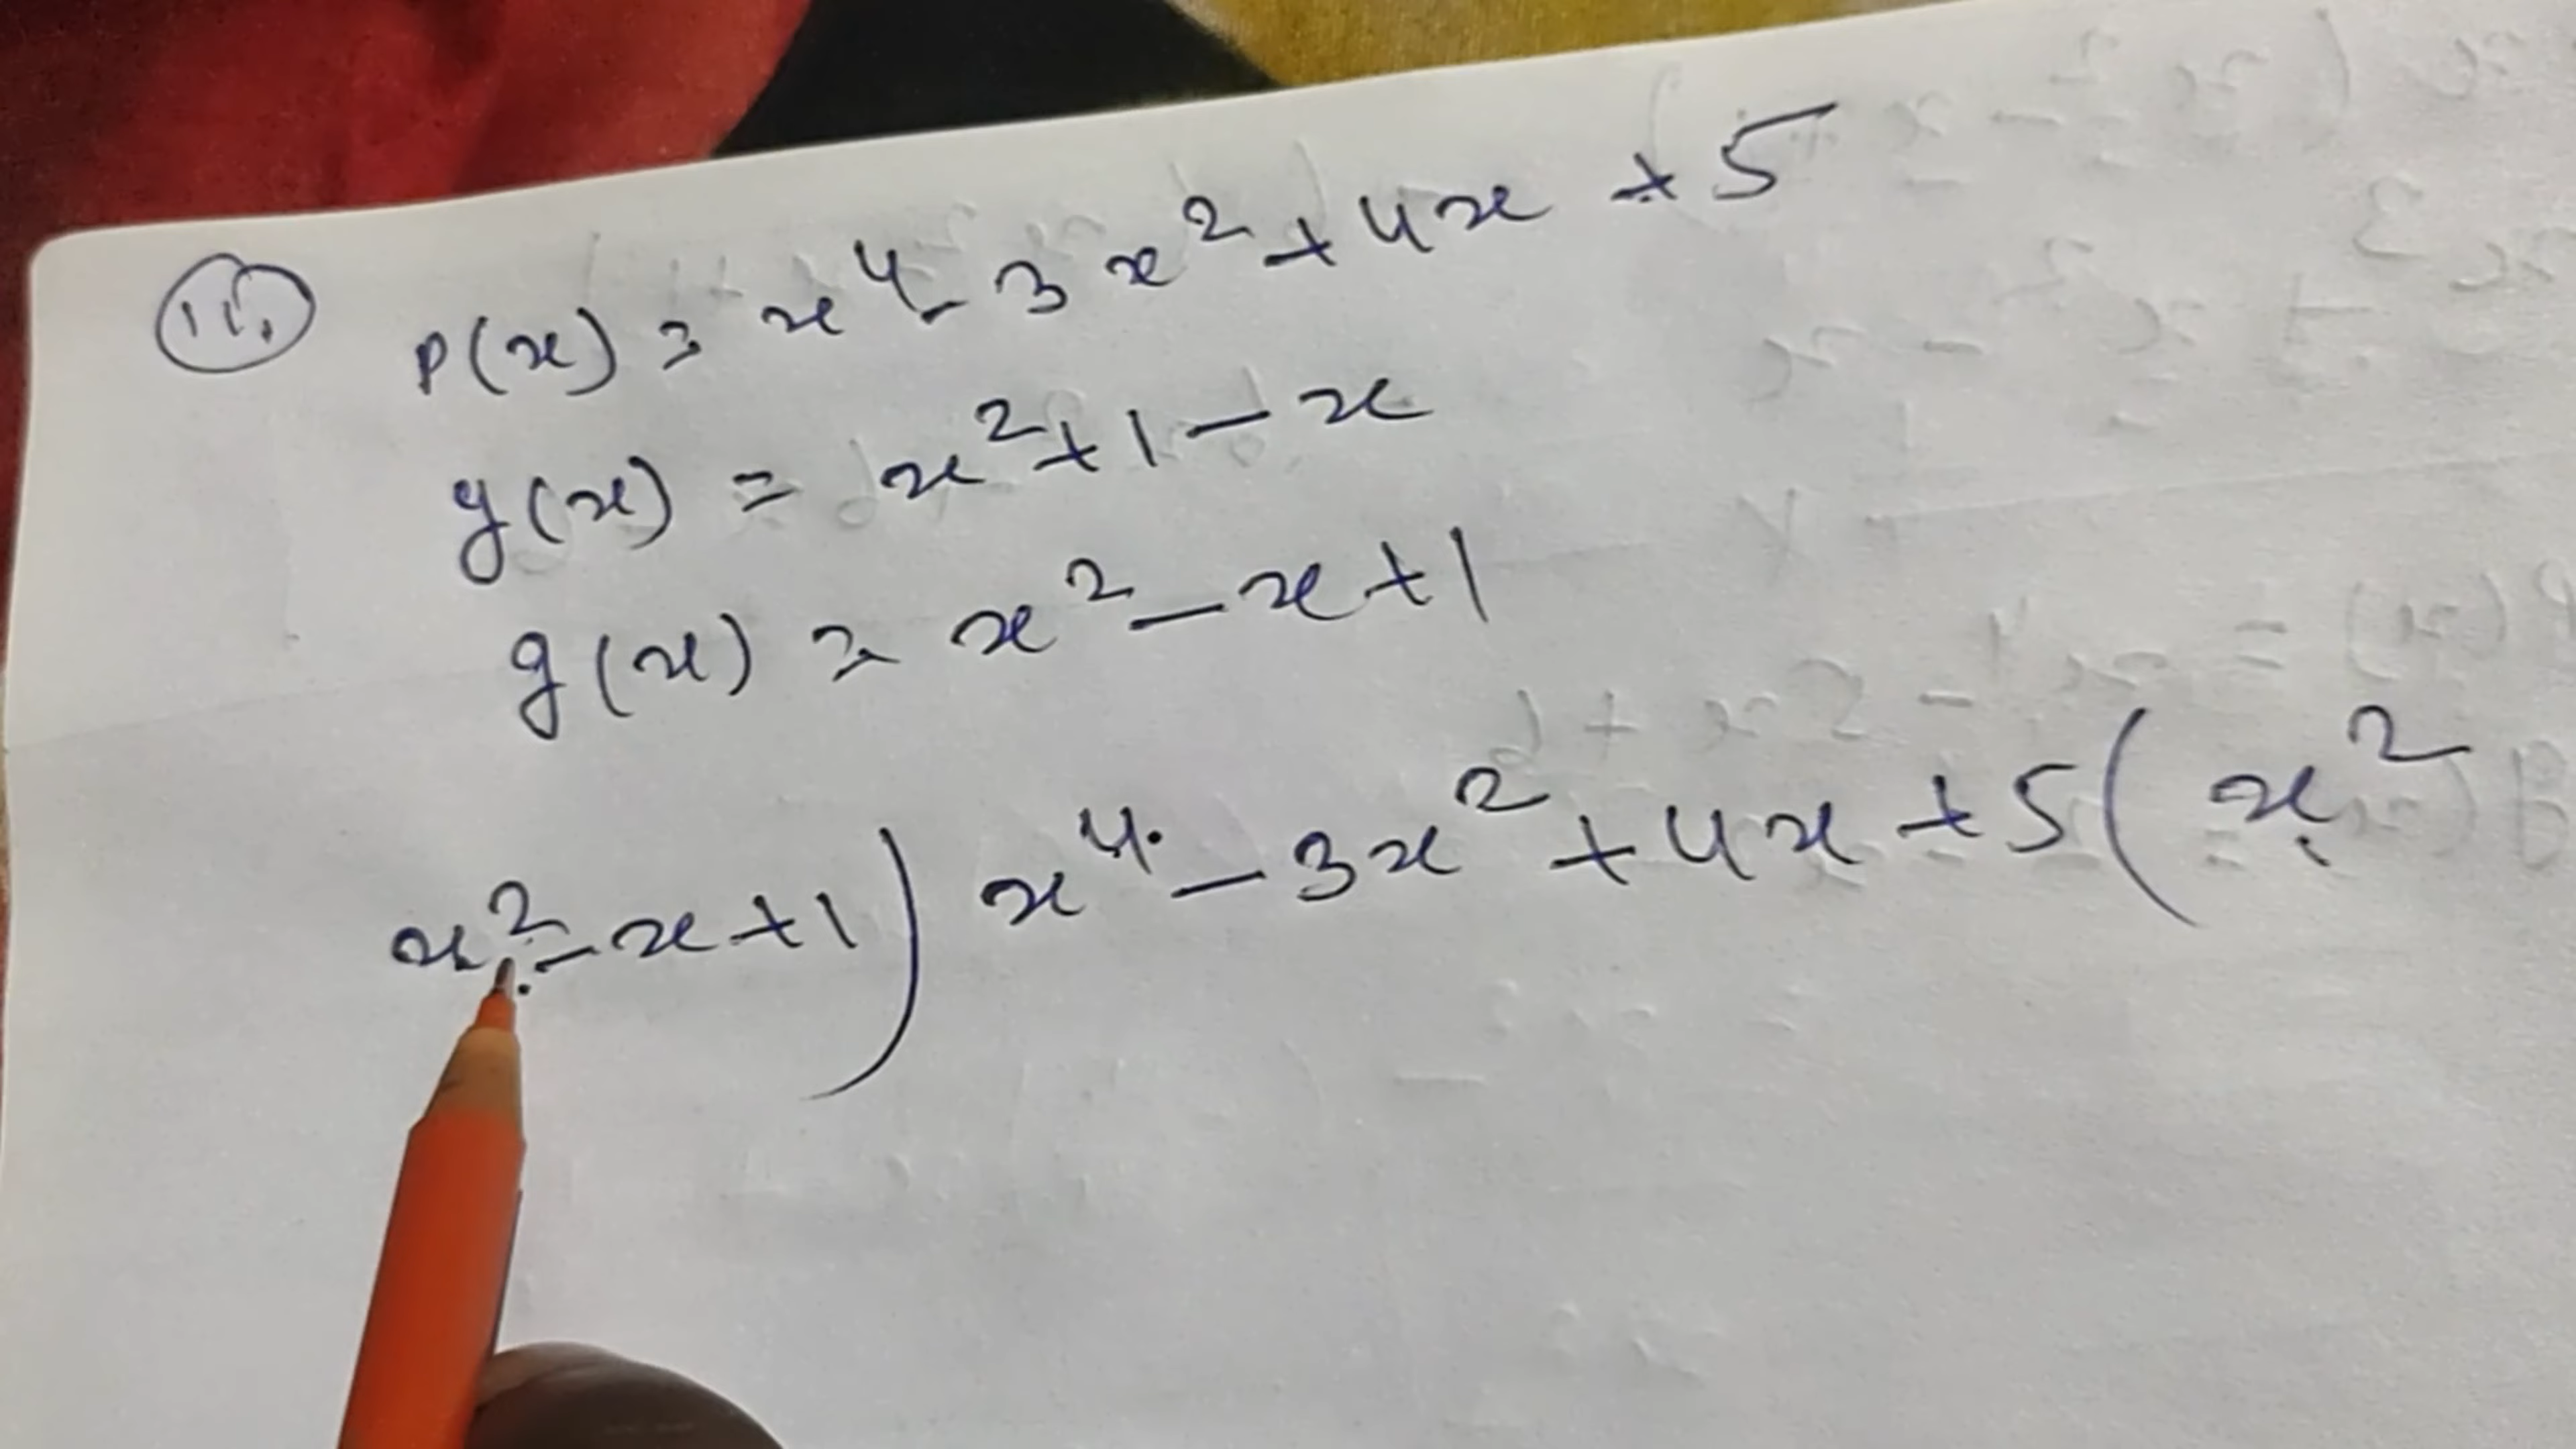 ii.
p(x) = x⁴ - 3x² + 4x + 5
g(x) = x² + 1 - x
g(x) = x² - x + 1
x² - x + 1) x⁴ - 3x² + 4x + 5 ( x²